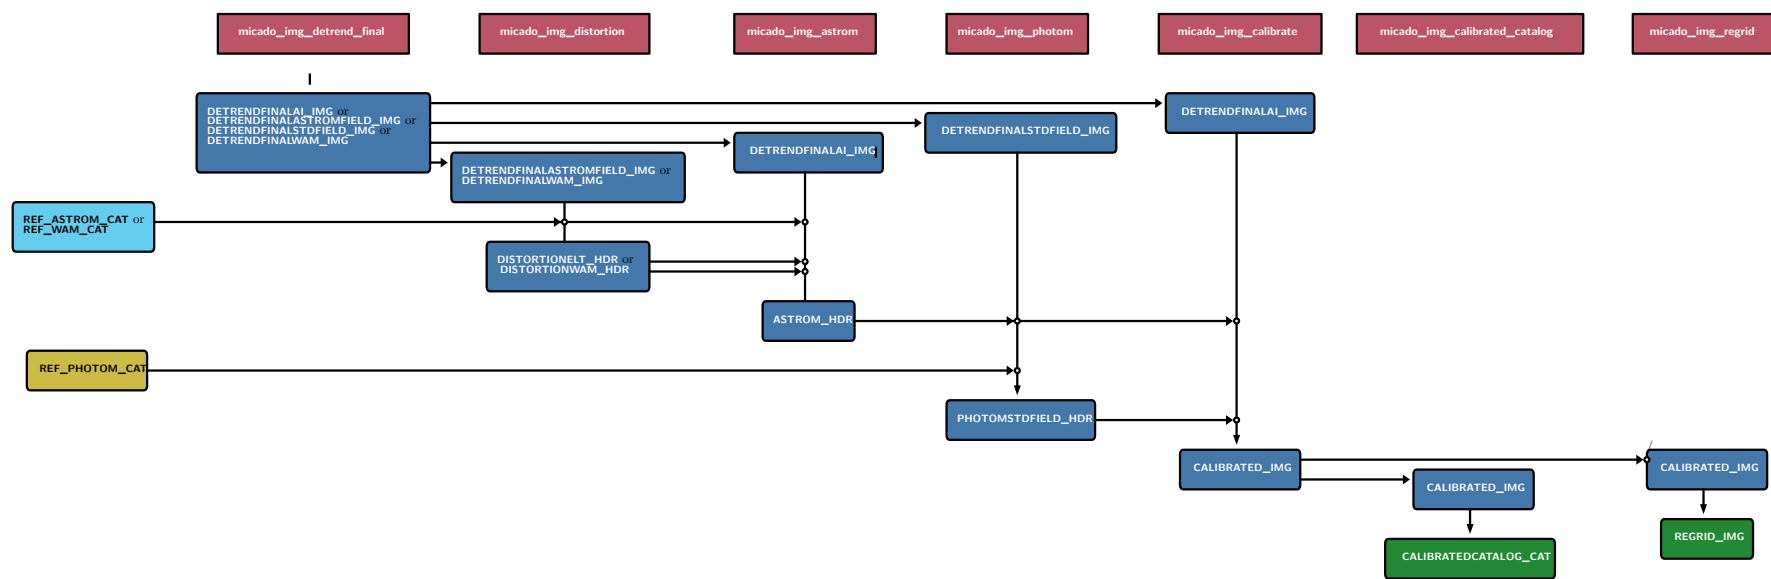 micado_img_detrend_final
micado_img_distortion
micado_img_astrom
micado_img_photom
micado_img_calibrate
micado_img_calibrated_catalog
micado_img_regrid
DETRENDFINALAI_IMG or
DETRENDFINALASTROMFIELD_IMG or
DETRENDFINALSTDFIELD_IMG or
DETRENDFINALWAM_IMG
DETRENDFINALAI_IMG
DETRENDFINALSTDFIELD_IMG
DETRENDFINALAI_IMG
DETRENDFINALASTROMFIELD_IMG or
DETRENDFINALWAM_IMG
REF_ASTROM_CAT or
REF_WAM_CAT
DISTORTIONELT_HDR or
DISTORTIONWAM_HDR
ASTROM_HDR
REF_PHOTOM_CAT
PHOTOMSTDFIELD_HDR
CALIBRATED_IMG
CALIBRATED_IMG
CALIBRATED_IMG
REGRID_IMG
CALIBRATEDCATALOG_CAT